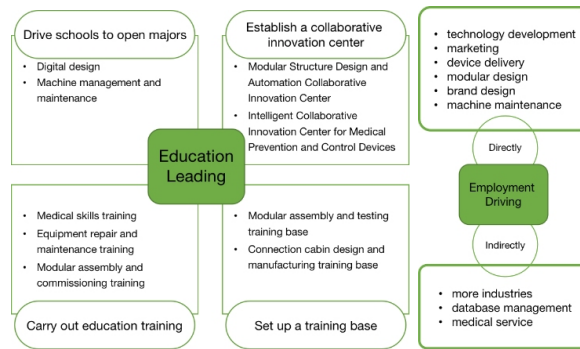 Drive schools to open majors
• Digital design
• Machine management and
maintenance
Establish a collaborative
innovation center
• Modular Structure Design and
Automation Collaborative
Innovation Center
• Intelligent Collaborative
Innovation Center for Medical
Prevention and Control Devices
Education
Leading
• Medical skills training
• Equipment repair and
maintenance training
• Modular assembly and
commissioning training
Carry out education training
• Modular assembly and testing
training base
• Connection cabin design and
manufacturing training base
Set up a training base
• technology development
• marketing
• device delivery
• modular design
• brand design
• machine maintenance
Directly
Employment
Driving
Indirectly
• more industries
• database management
• medical service